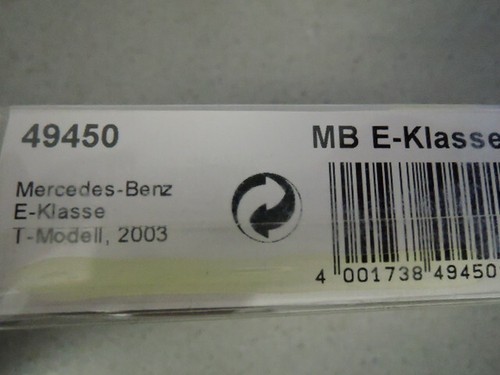 49450
MB E-Klasse
Mercedes-Benz
E-Klasse
T-Modell, 2003
4 001738 49450